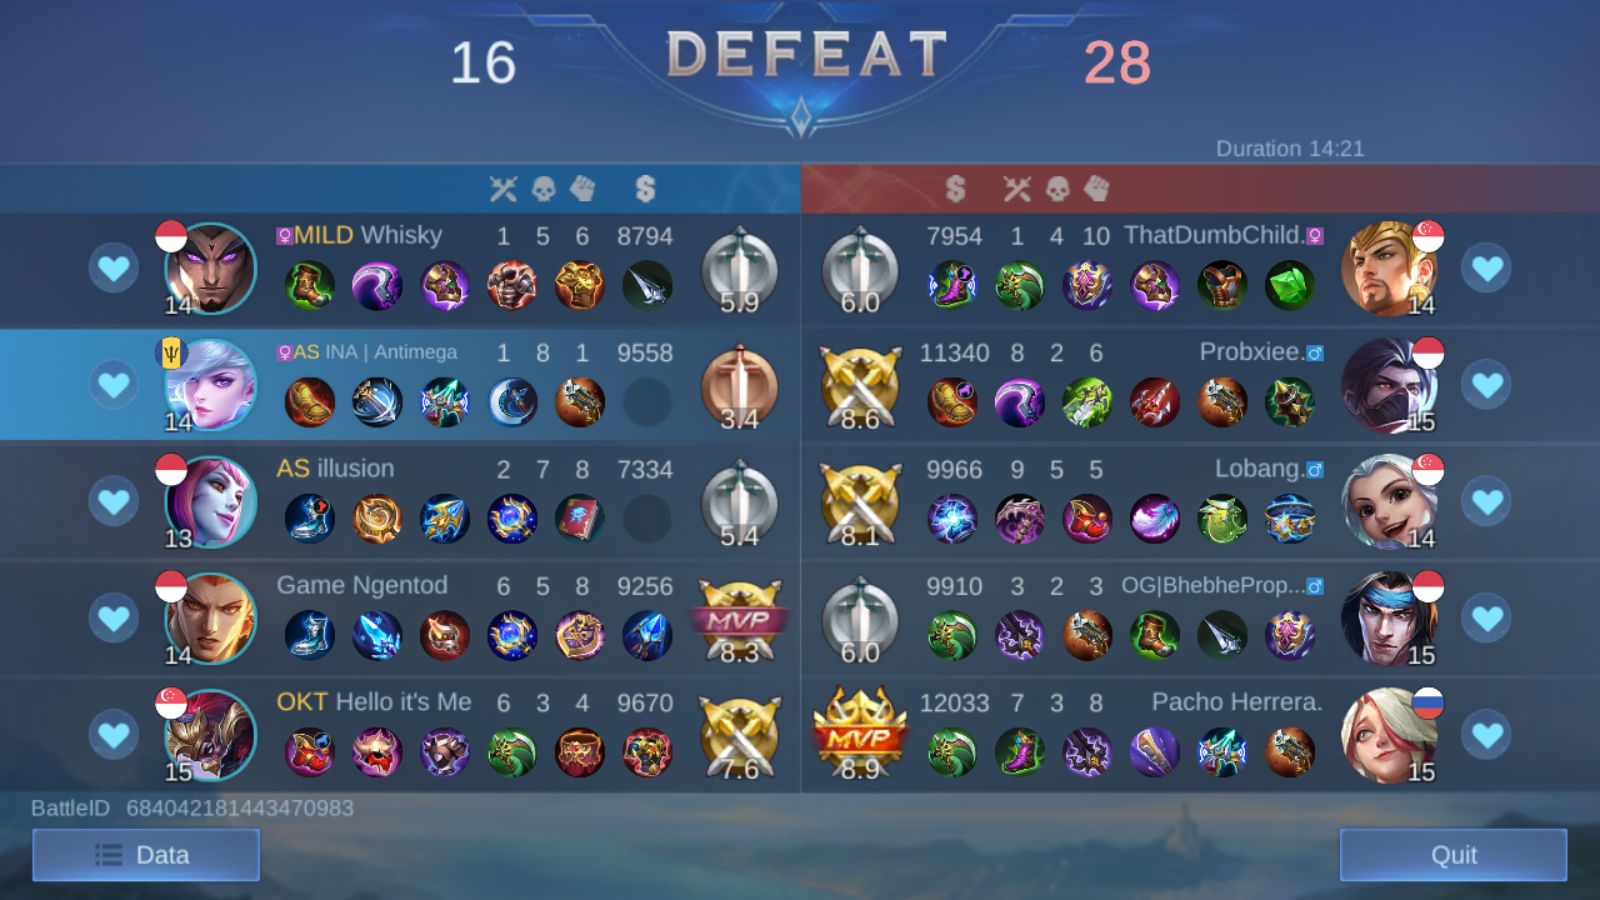 16 DEFEAT 28
Duration 14:21
MILD Whisky 1 5 6 8794 5.9
14
6.0 7954 1 4 10 ThatDumbChild.
14
AS INA | Antimega 1 8 1 9558 3.4
14
8.6 11340 8 2 6 Probxiee.
15
AS illusion 2 7 8 7334 5.4
13
8.1 9966 9 5 5 Lobang.
14
Game Ngentod 6 5 8 9256 MVP 8.3
14
6.0 9910 3 2 3 OG|BhebheProp...
15
OKT Hello it's Me 6 3 4 9670 7.6
15
MVP 8.9 12033 7 3 8 Pacho Herrera.
15
BattleID 684042181443470983
Data
Quit